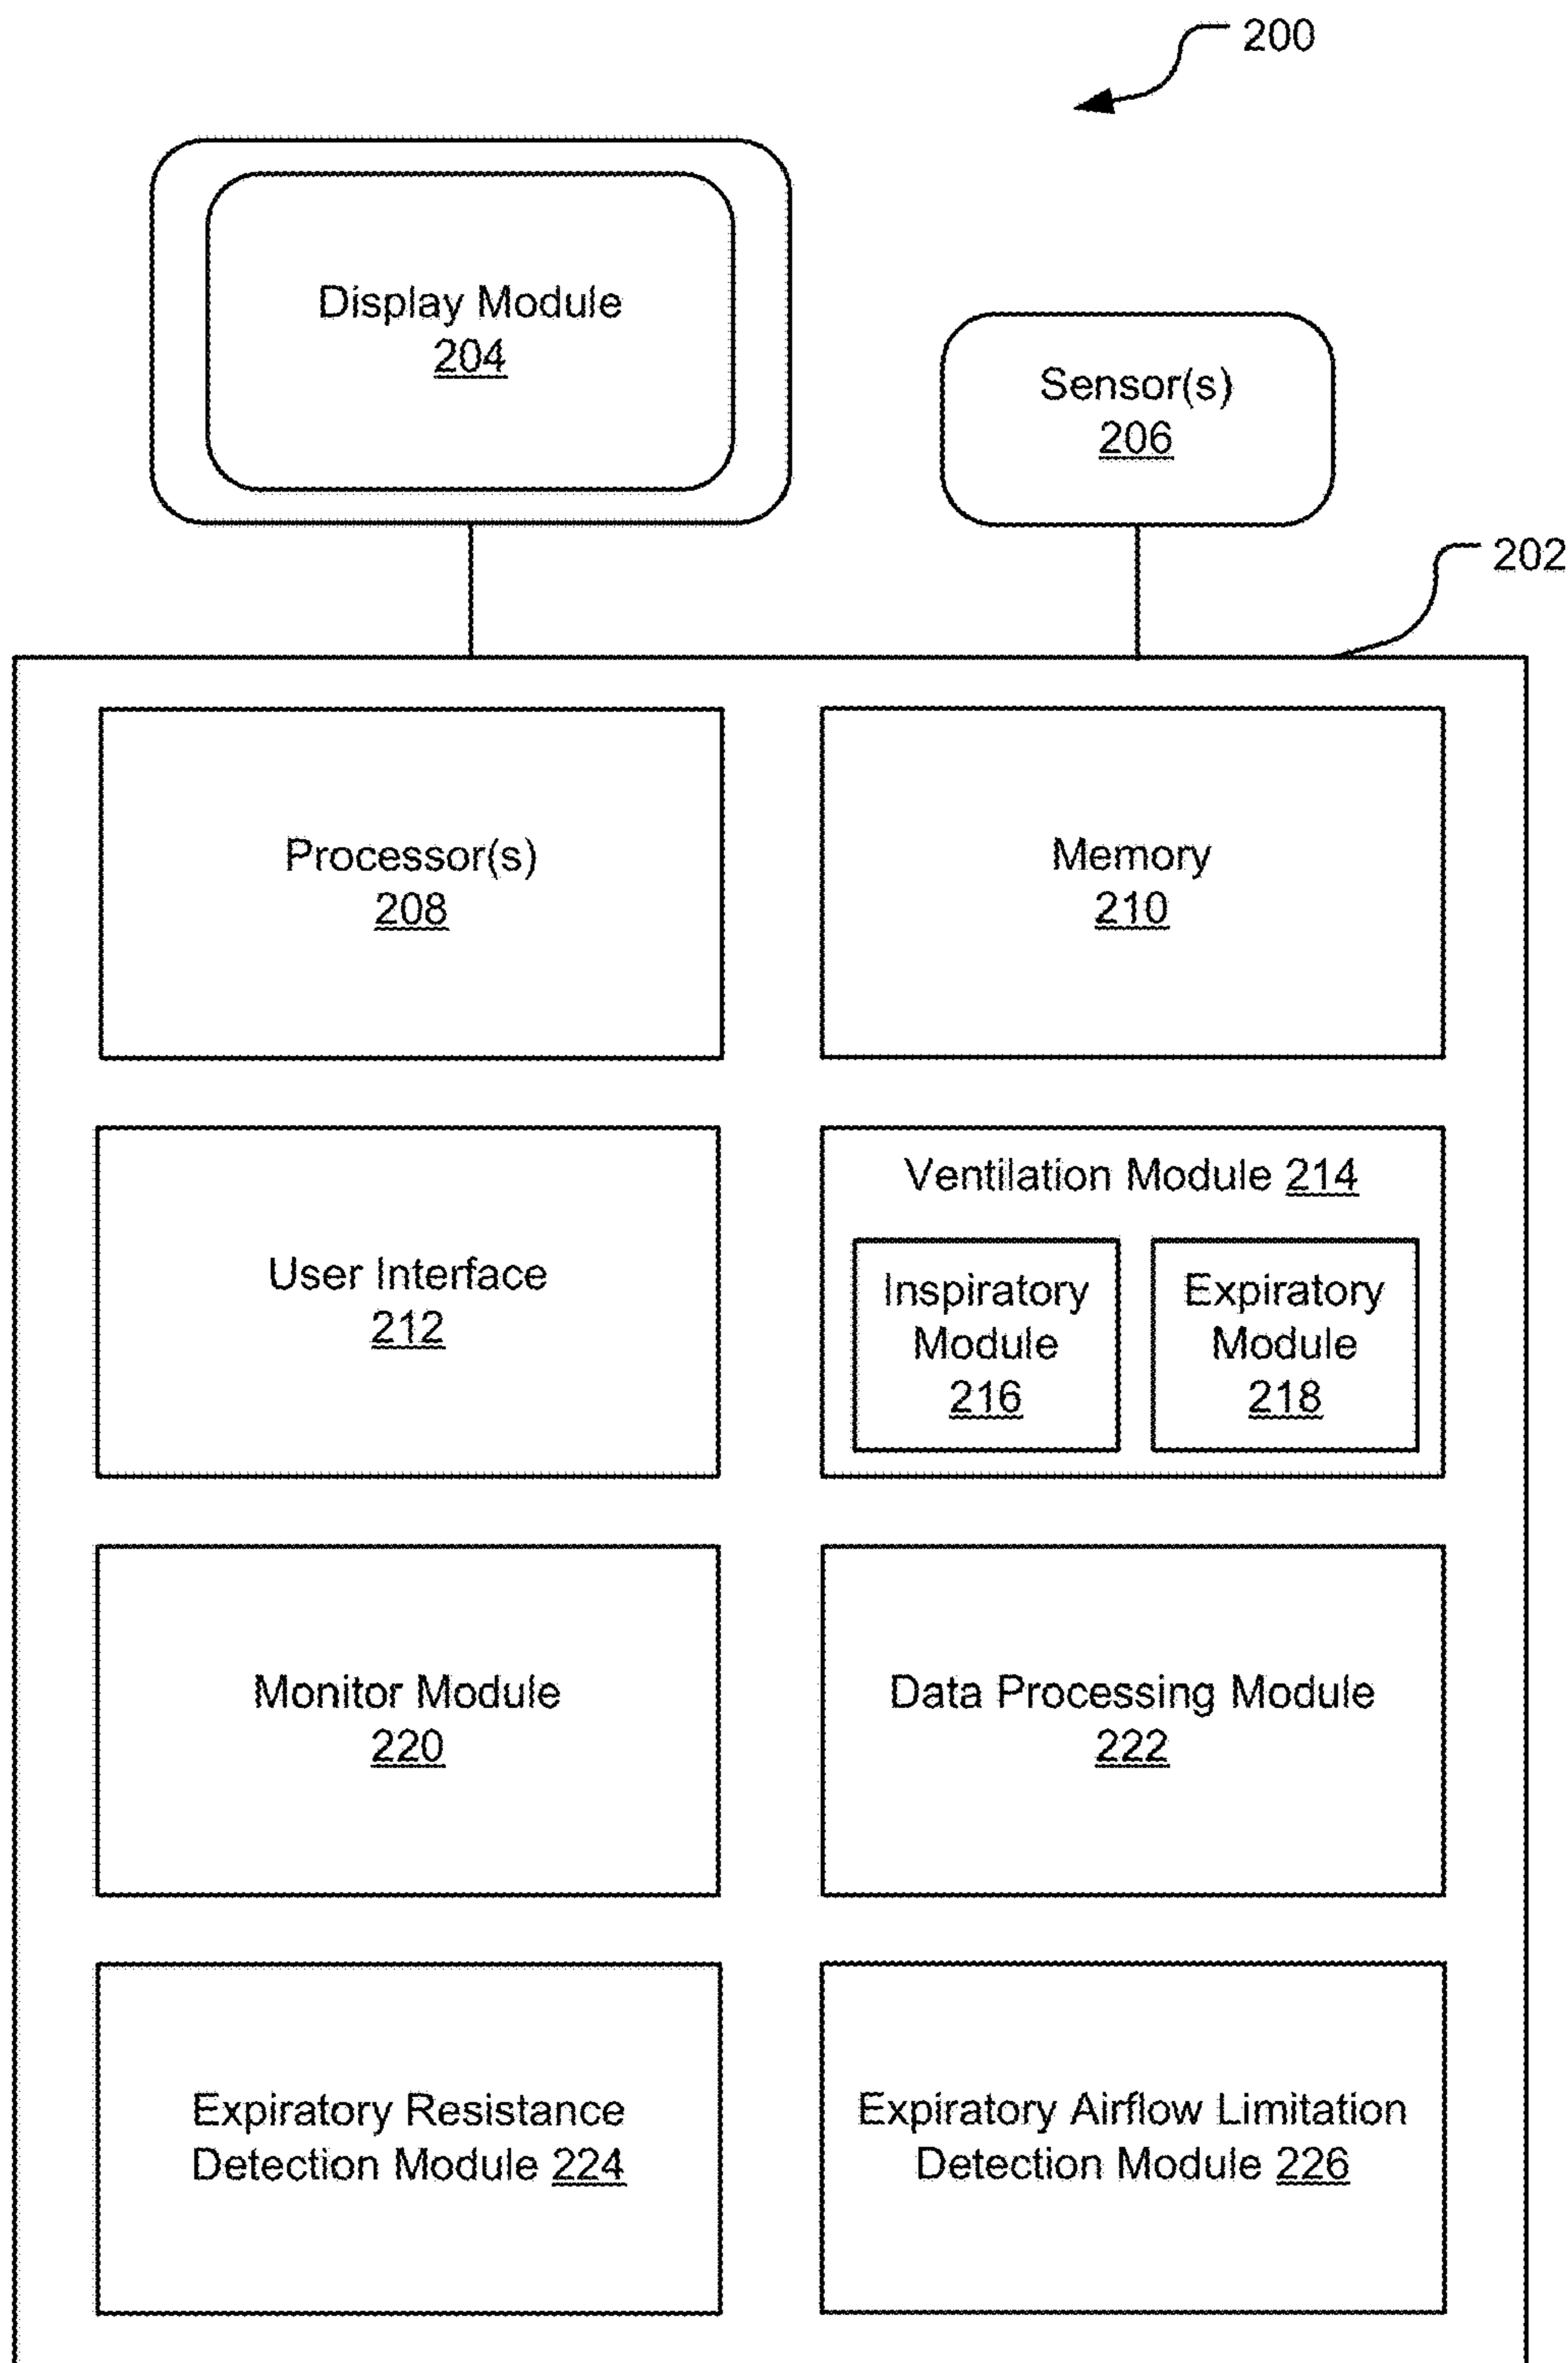 200
Display Module
204
Sensor(s)
206
202
Processor(s)
208
Memory
210
User Interface
212
Ventilation Module 214
Inspiratory
Module
216
Expiratory
Module
218
Monitor Module
220
Data Processing Module
222
Expiratory Resistance
Detection Module 224
Expiratory Airflow Limitation
Detection Module 226